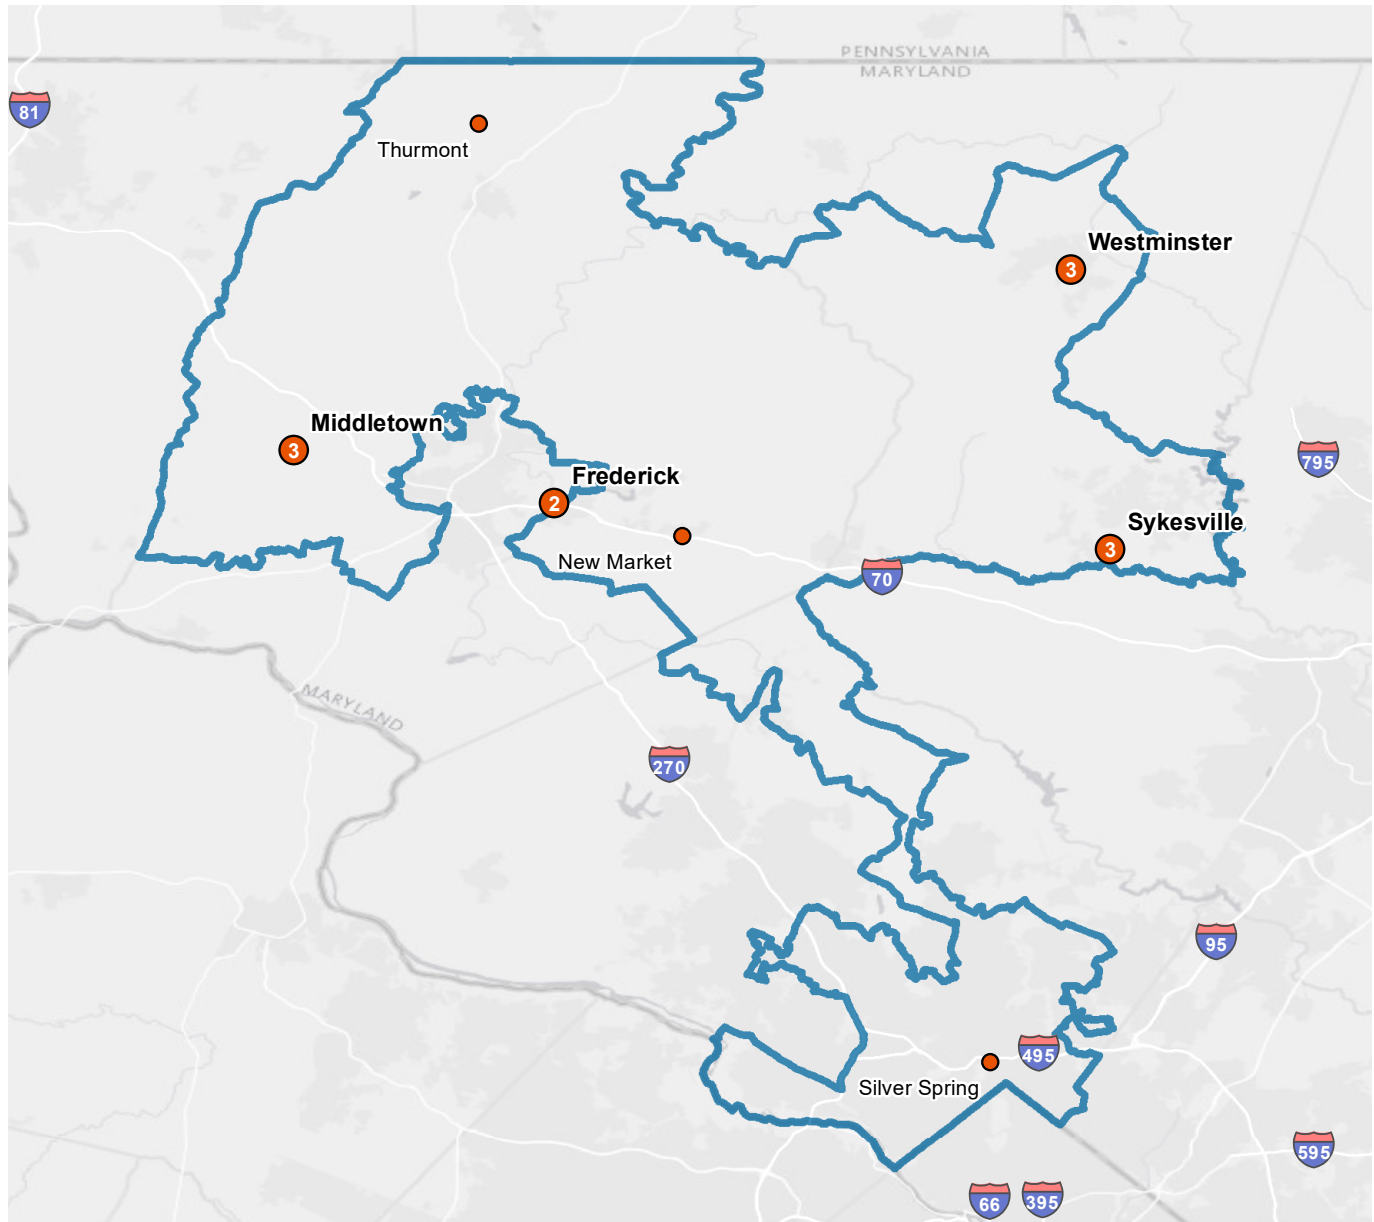 PENNSYLVANIA
MARYLAND
81
Thurmont
Westminster
3
Middletown
3
795
Frederick
2
Sykesville
3
New Market
70
MARYLAND
270
95
495
Silver Spring
595
66
395